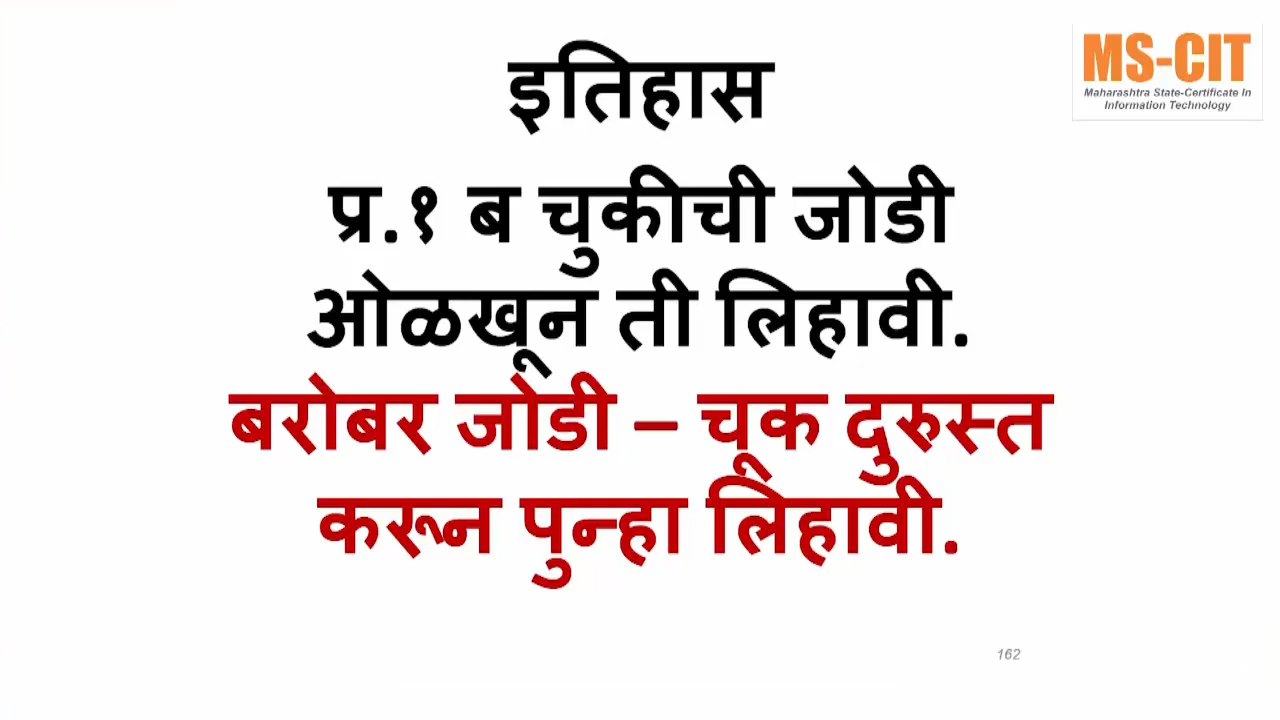 MS-CIT
Maharashtra State-Certificate In
Information Technology
इतिहास
प्र.१ ब चुकीची जोडी
ओळखून ती लिहावी.
बरोबर जोडी – चूक दुरुस्त
करून पुन्हा लिहावी.
162